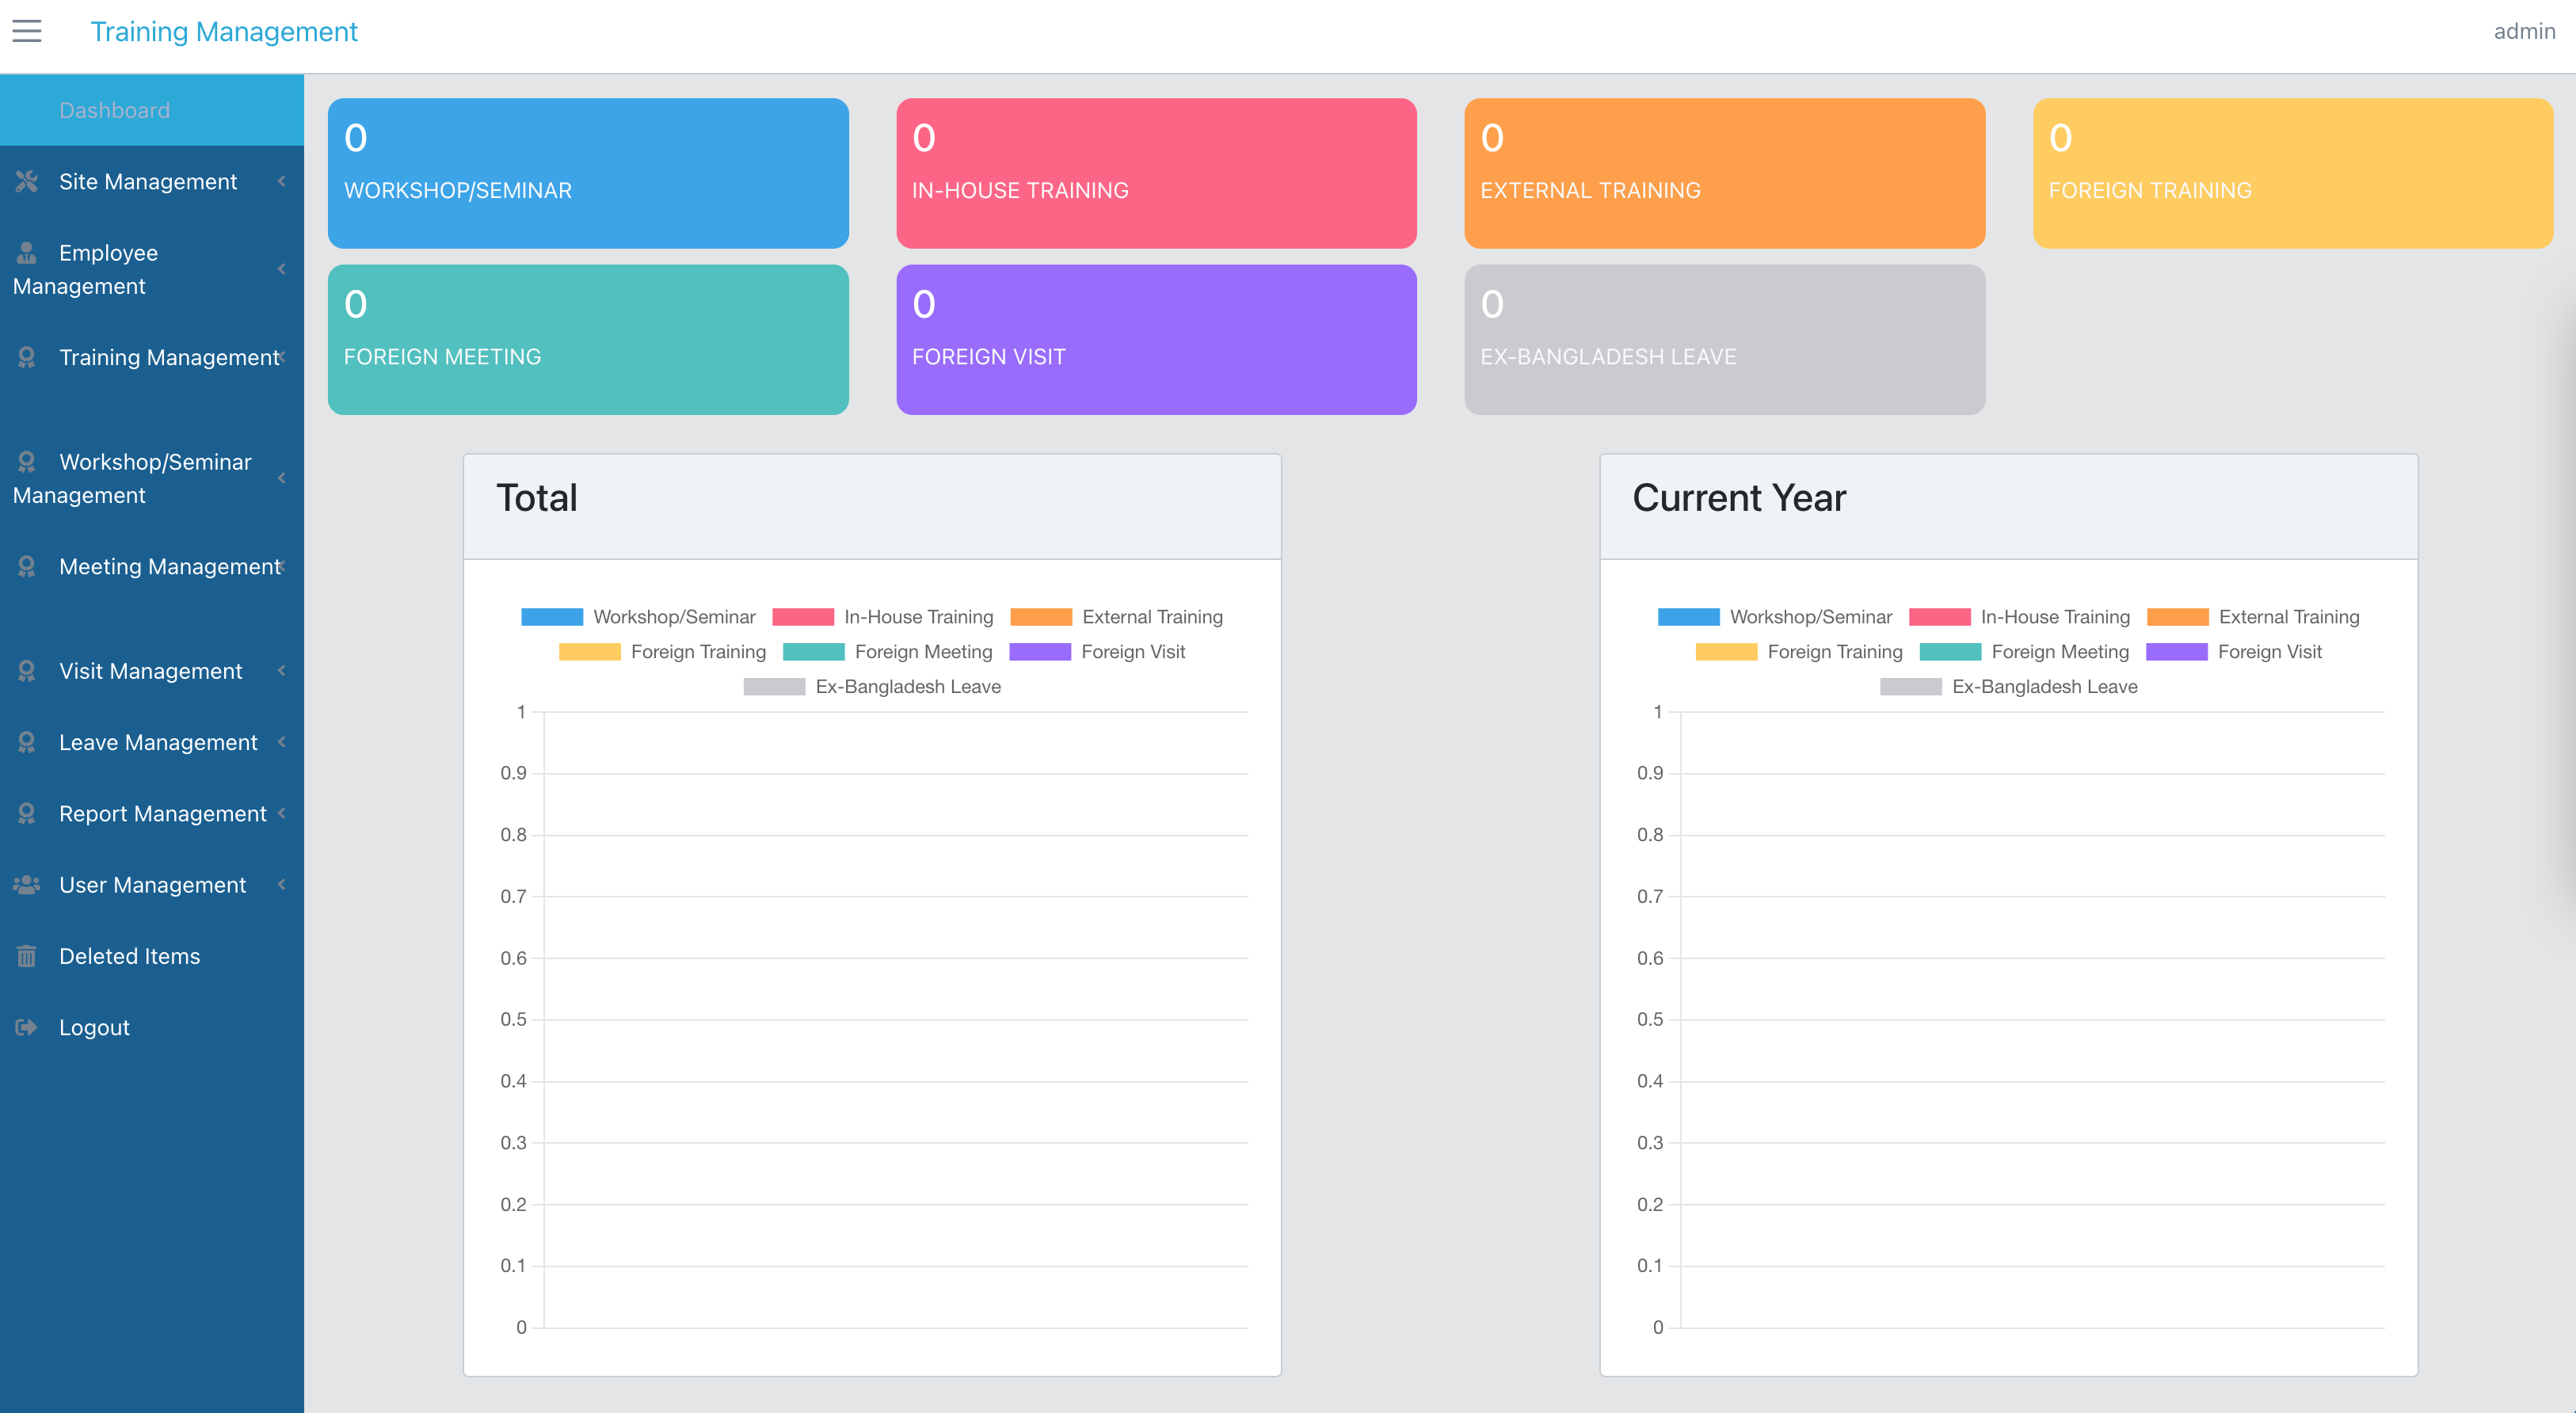 Training Management
admin
Dashboard
Site Management
Employee
Management
Training Management
Workshop/Seminar
Management
Meeting Management
Visit Management
Leave Management
Report Management
User Management
Deleted Items
Logout
0
WORKSHOP/SEMINAR
0
IN-HOUSE TRAINING
0
EXTERNAL TRAINING
0
FOREIGN TRAINING
0
FOREIGN MEETING
0
FOREIGN VISIT
0
EX-BANGLADESH LEAVE
Total
Workshop/Seminar In-House Training External Training
Foreign Training Foreign Meeting Foreign Visit
Ex-Bangladesh Leave
1
0.9
0.8
0.7
0.6
0.5
0.4
0.3
0.2
0.1
0
Current Year
Workshop/Seminar In-House Training External Training
Foreign Training Foreign Meeting Foreign Visit
Ex-Bangladesh Leave
1
0.9
0.8
0.7
0.6
0.5
0.4
0.3
0.2
0.1
0